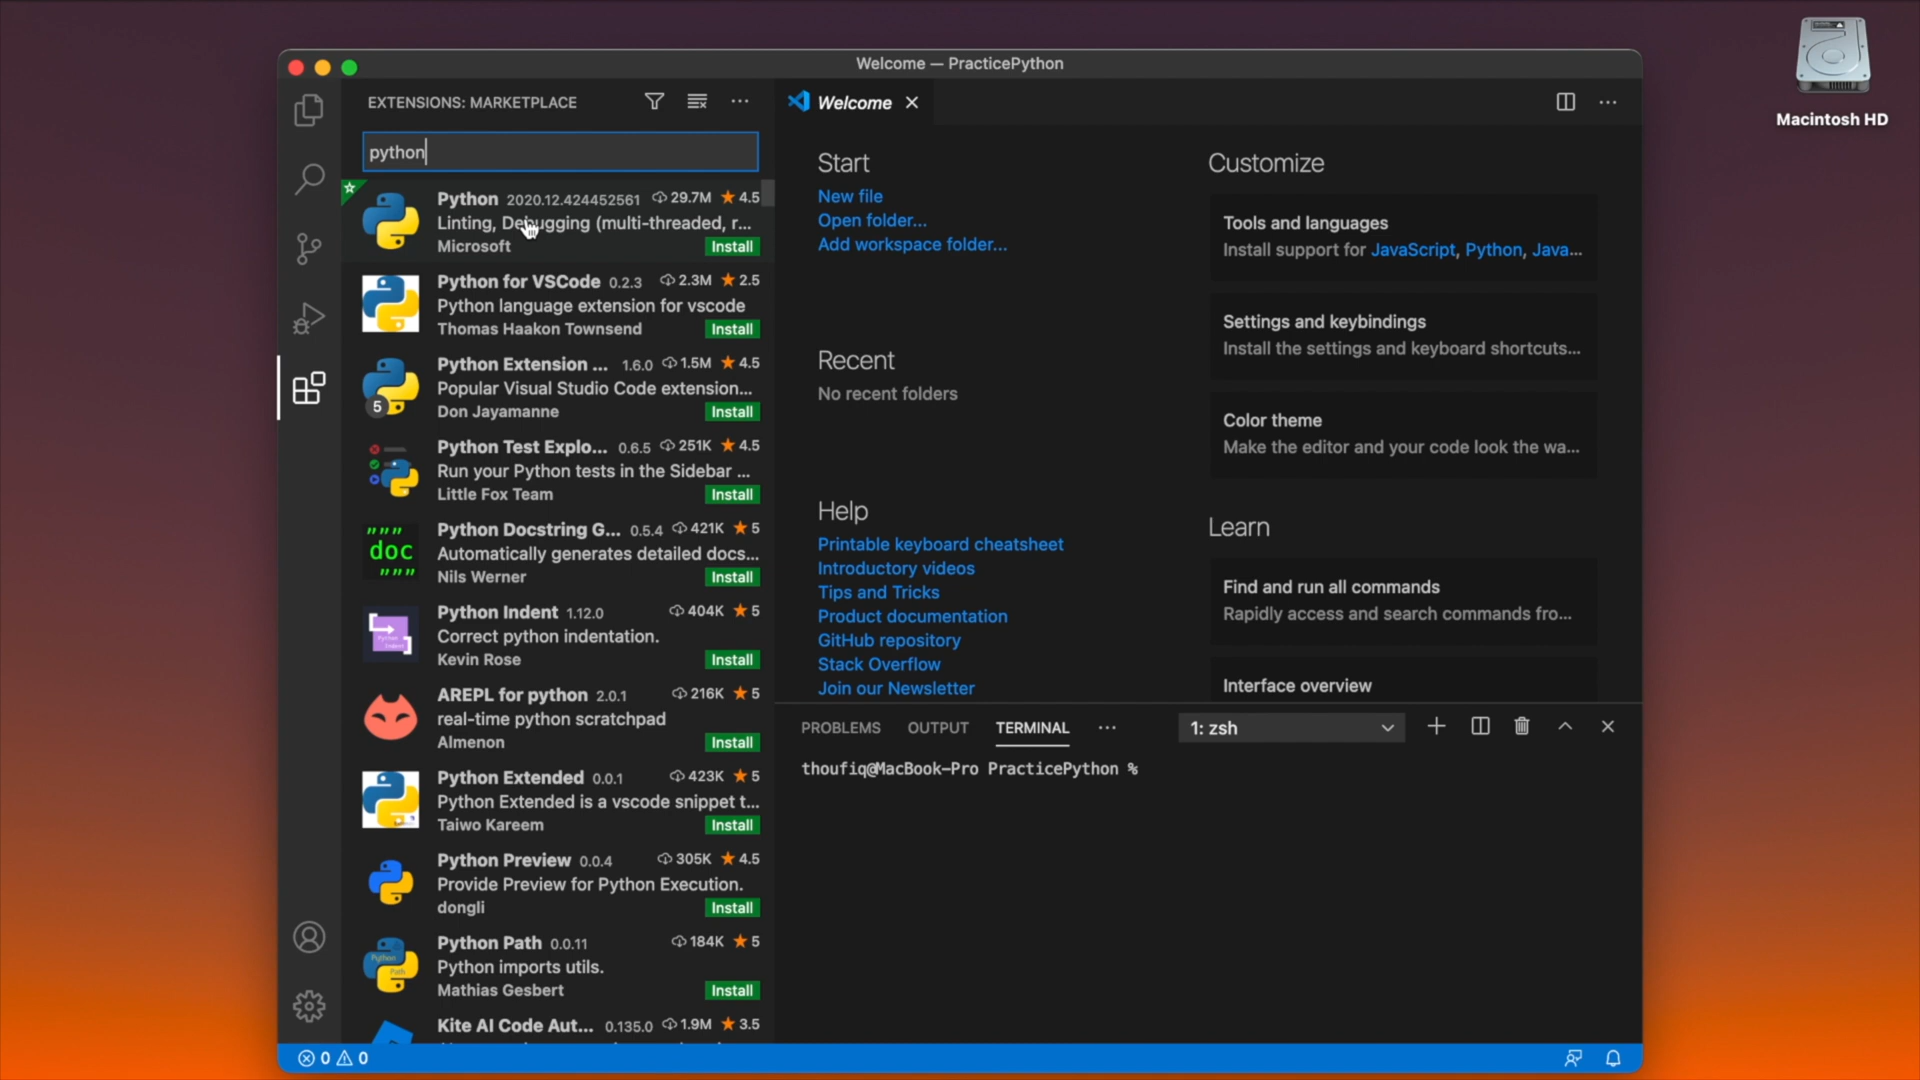 Welcome — PracticePython
Macintosh HD
EXTENSIONS: MARKETPLACE
python
Python 2020.12.424452561 29.7M 4.5
Linting, Debugging (multi-threaded, r...
Microsoft Install
Python for VSCode 0.2.3 2.3M 2.5
Python language extension for vscode
Thomas Haakon Townsend Install
Python Extension ... 1.6.0 1.5M 4.5
Popular Visual Studio Code extension...
5
Don Jayamanne Install
Python Test Explo... 0.6.5 251K 4.5
Run your Python tests in the Sidebar ...
Little Fox Team Install
Python Docstring G... 0.5.4 421K 5
"""
doc
"""
Automatically generates detailed docs...
Nils Werner Install
Python Indent 1.12.0 404K 5
Correct python indentation.
Kevin Rose Install
AREPL for python 2.0.1 216K 5
real-time python scratchpad
Almenon Install
Python Extended 0.0.1 423K 5
Python Extended is a vscode snippet t...
Taiwo Kareem Install
Python Preview 0.0.4 305K 4.5
Provide Preview for Python Execution.
dongli Install
Python Path 0.0.11 184K 5
Python
Path
Python imports utils.
Mathias Gesbert Install
Kite AI Code Aut... 0.135.0 1.9M 3.5
Welcome
Start
New file
Open folder...
Add workspace folder...
Recent
No recent folders
Help
Printable keyboard cheatsheet
Introductory videos
Tips and Tricks
Product documentation
GitHub repository
Stack Overflow
Join our Newsletter
Customize
Tools and languages
Install support for JavaScript, Python, Java...
Settings and keybindings
Install the settings and keyboard shortcuts...
Color theme
Make the editor and your code look the wa...
Learn
Find and run all commands
Rapidly access and search commands fro...
Interface overview
PROBLEMS OUTPUT TERMINAL ... 1: zsh
thoufiq@MacBook-Pro PracticePython %
0 0